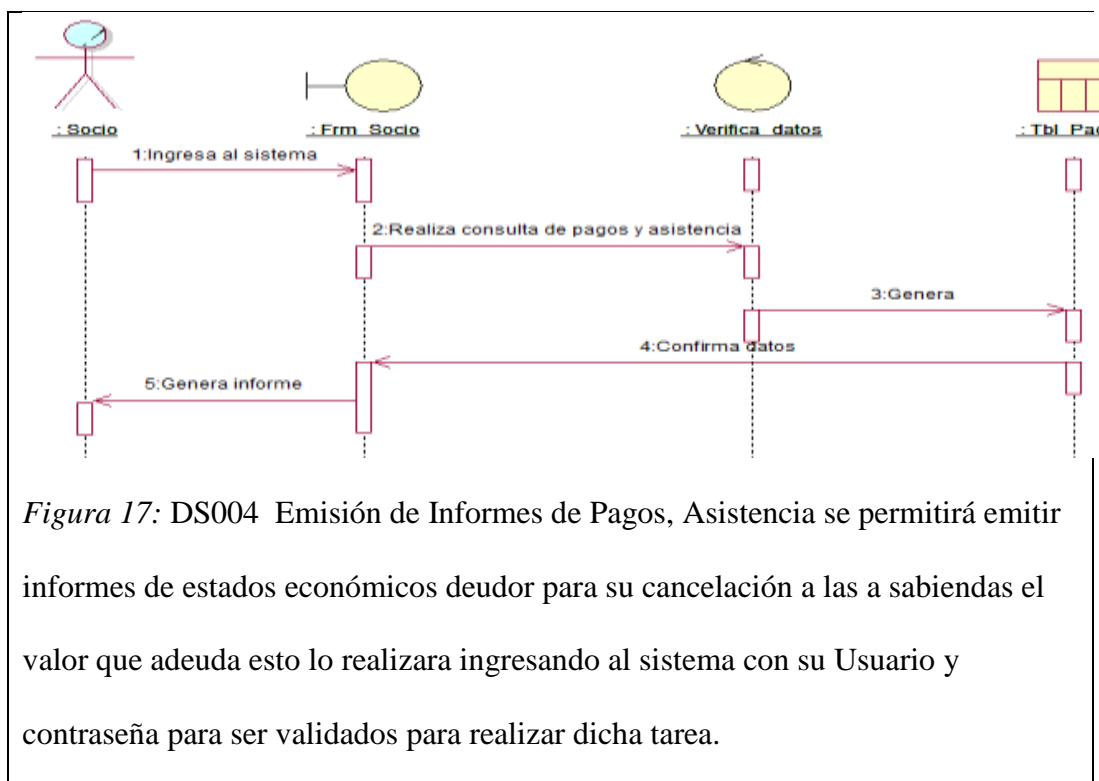 : Socio
: Frm_Socio
: Verifica_datos
: Tbl_
1:Ingresa al sistema
2:Realiza consulta de pagos y asistencia
3:Genera
4:Confirma datos
5:Genera informe
Figura 17: DS004 Emisión de Informes de Pagos, Asistencia se permitirá emitir
informes de estados económicos deudor para su cancelación a las a sabiendas el
valor que adeuda esto lo realizara ingresando al sistema con su Usuario y
contraseña para ser validados para realizar dicha tarea.